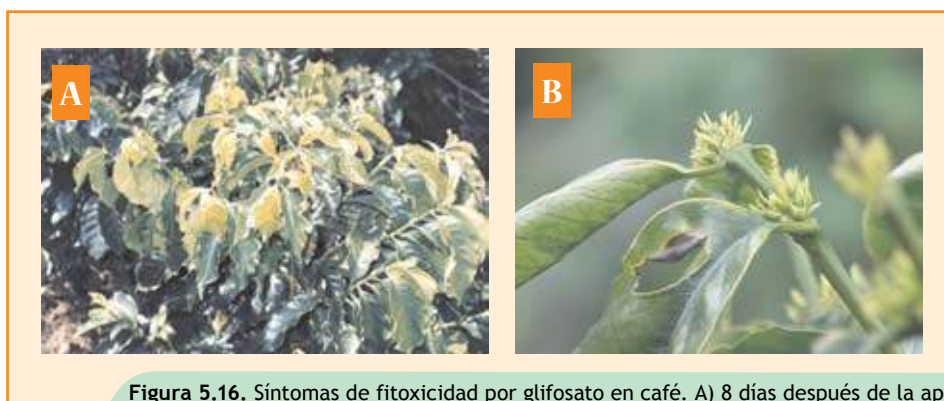 A
B
Figura 5.16. Síntomas de fitoxicidad por glifosato en café. A) 8 días después de la